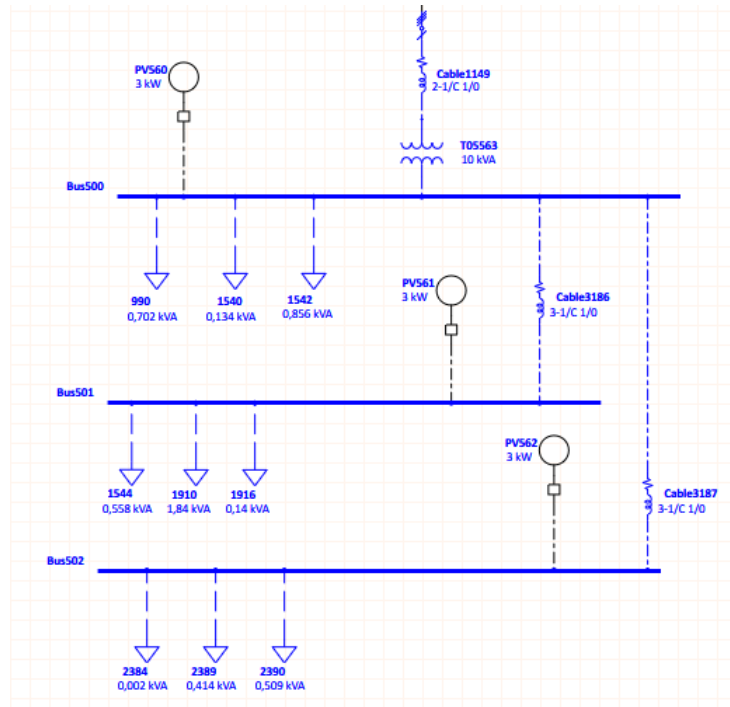 PV560
3 kW
Cable1149
2-1/C 1/0
T05563
10 kVA
Bus500
990
0,702 kVA
1540
0,134 kVA
1542
0,856 kVA
PV561
3 kW
Cable3186
3-1/C 1/0
Bus501
1544
0,558 kVA
1910
1,84 kVA
1916
0,14 kVA
PV562
3 kW
Cable3187
3-1/C 1/0
Bus502
2384
0,002 kVA
2389
0,414 kVA
2390
0,509 kVA